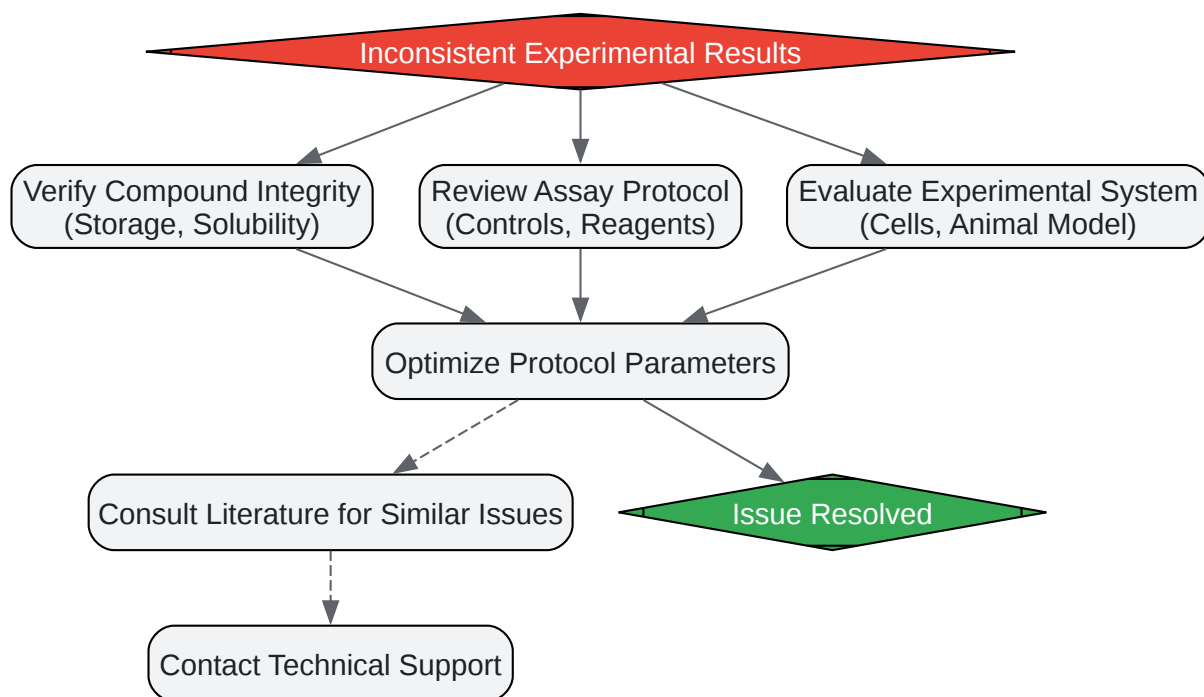 Inconsistent Experimental Results
Verify Compound Integrity
(Storage, Solubility)
Review Assay Protocol
(Controls, Reagents)
Evaluate Experimental System
(Cells, Animal Model)
Optimize Protocol Parameters
Consult Literature for Similar Issues
Issue Resolved
Contact Technical Support